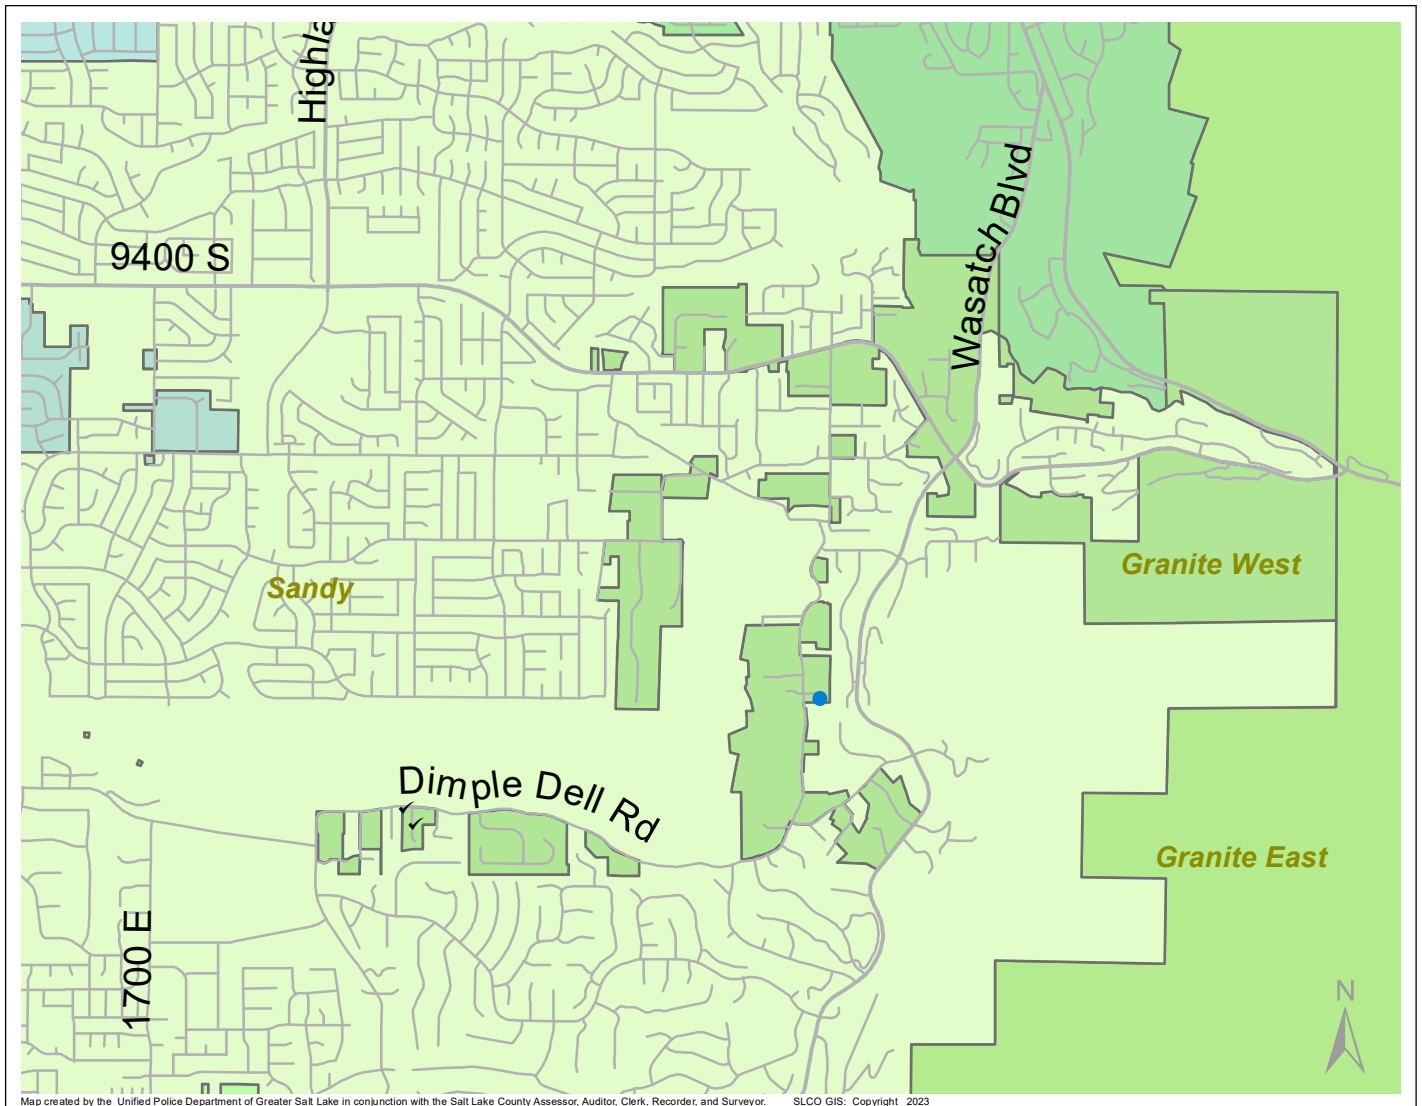 Highla
9400 S
Wasatch Blvd
Granite West
Sandy
Dimple Dell Rd
Granite East
1700 E
N
Map created by the Unified Police Department of Greater Salt Lake in conjunction with the Salt Lake County Assessor, Auditor, Clerk, Recorder, and Surveyor. SLCO GIS: Copyright 2023